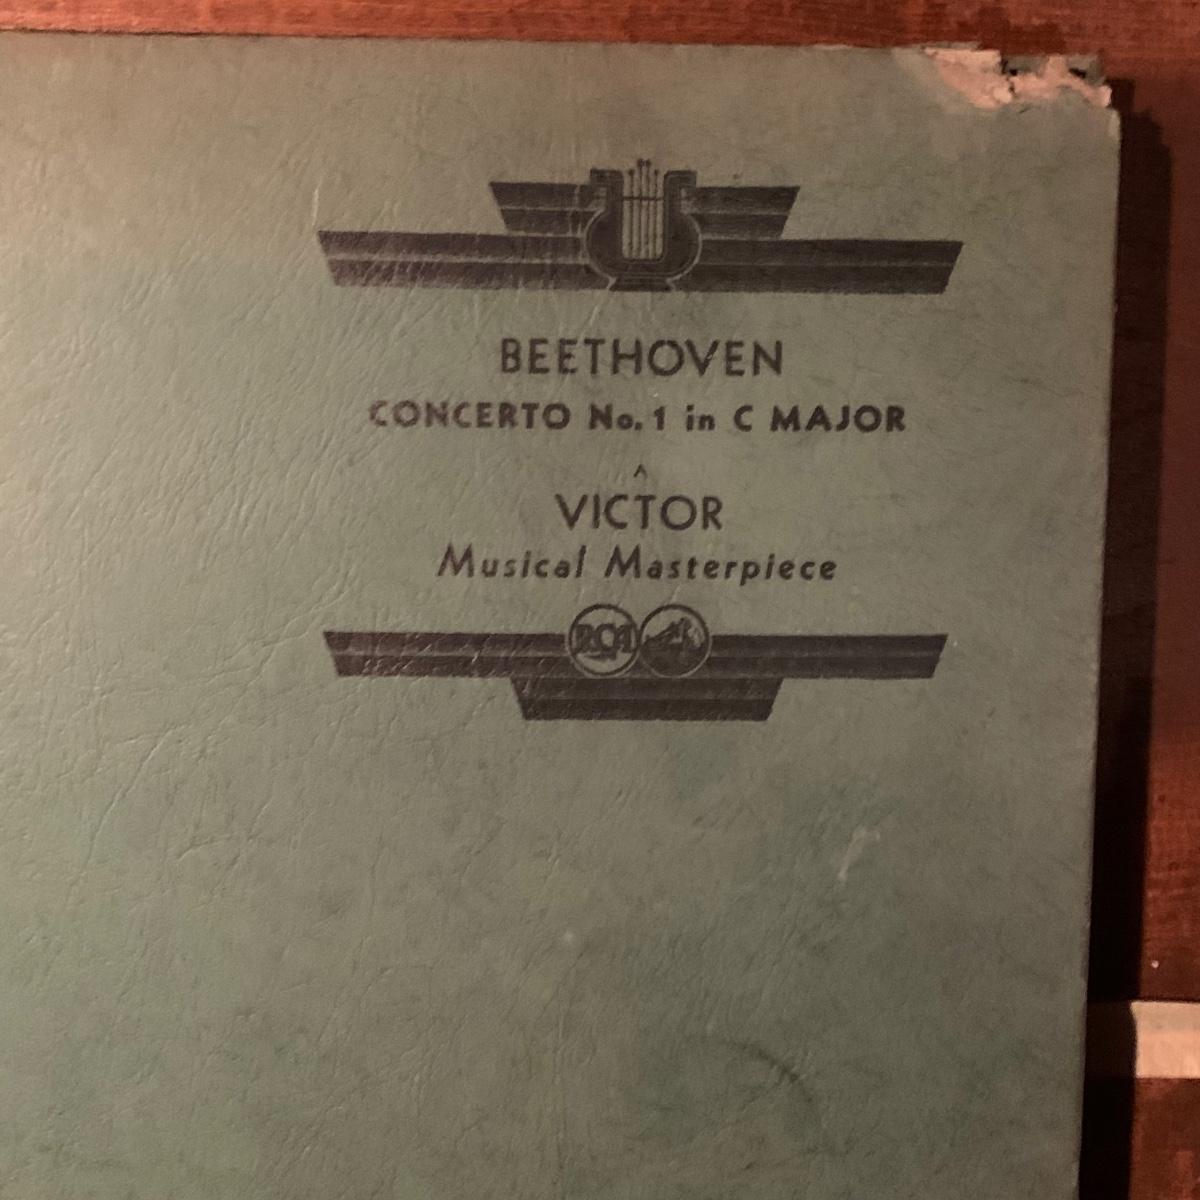 BEETHOVEN
CONCERTO No. 1 in C MAJOR
A
VICTOR
Musical Masterpiece
RCA